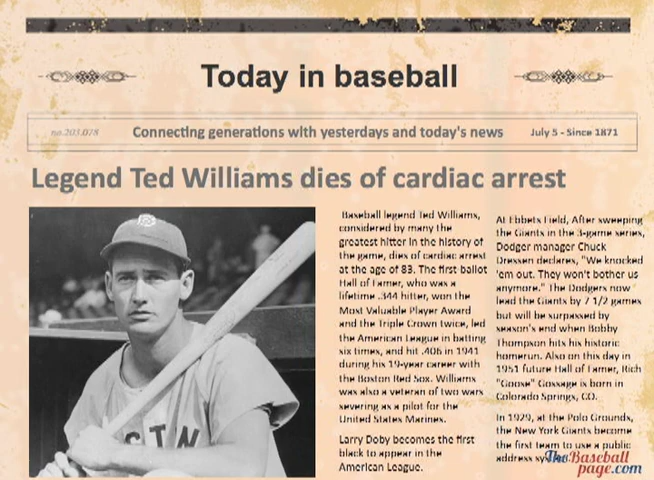 Today in baseball
no.203.078
Connecting generations with yesterdays and today's news
July 5 - Since 1871
Legend Ted Williams dies of cardiac arrest
Baseball legend Ted Williams,
considered by many the
greatest hitter in the history of
the game, dies of cardiac arrest
at the age of 83. The first-ballot
Hall of Famer, who was a
lifetime .344 hitter, won the
Most Valuable Player Award
and the Triple Crown twice, led
the American League in batting
six times, and hit .406 in 1941
during his 19-year career with
the Boston Red Sox. Williams
was also a veteran of two wars
severing as a pilot for the
United States Marines.
Larry Doby becomes the first
black to appear in the
American League.
At Ebbets Field, After sweeping
the Giants in the 3-game series,
Dodger manager Chuck
Dressen declares, "We knocked
'em out. They won't bother us
anymore." The Dodgers now
lead the Giants by 7 1/2 games
but will be surpassed by
season's end when Bobby
Thompson hits his historic
homerun. Also on this day in
1951 future Hall of Famer, Rich
"Goose" Gossage is born in
Colorado Springs, CO.
In 1929, at the Polo Grounds,
the New York Giants become
the first team to use a public
address
TheBaseball
page.com
STN